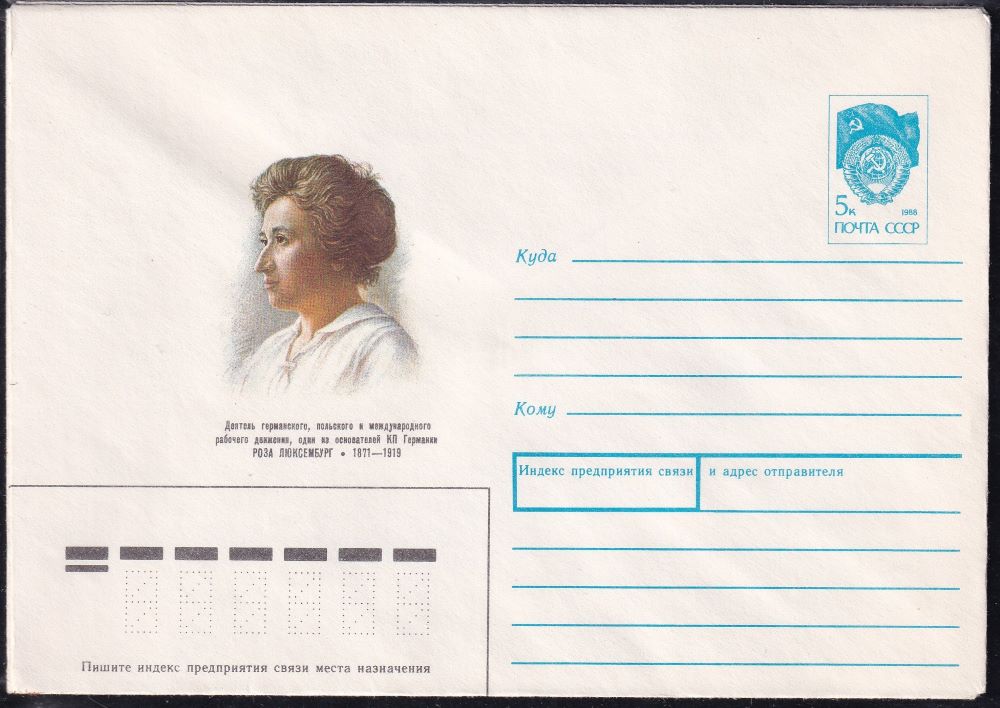 5к 1988
ПОЧТА СССР
Деятель германского, польского и международного
рабочего движения, один из основателей КП Германии
РОЗА ЛЮКСЕМБУРГ • 1871—1919
Куда
Кому
Индекс предприятия связи и адрес отправителя
Пишите индекс предприятия связи места назначения